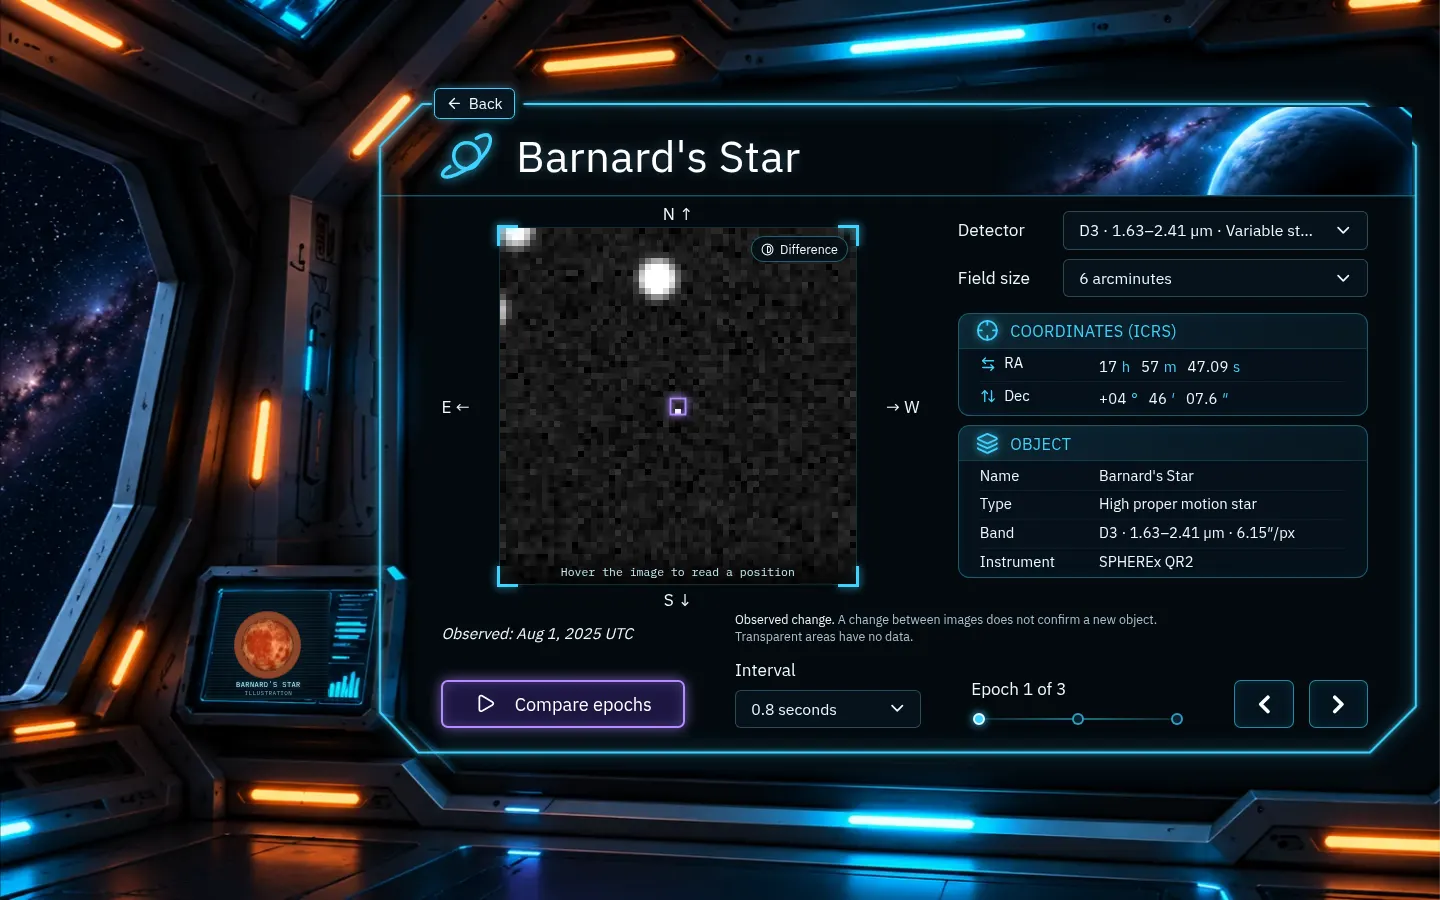 ← Back
Barnard's Star
N ↑
Difference
E ←
→ W
Hover the image to read a position
S ↓
Observed: Aug 1, 2025 UTC
Compare epochs
Observed change. A change between images does not confirm a new object.
Transparent areas have no data.
Interval
0.8 seconds
Epoch 1 of 3
Detector
D3 · 1.63–2.41 µm · Variable st...
Field size
6 arcminutes
COORDINATES (ICRS)
RA 17 h 57 m 47.09 s
Dec +04 ° 46 ′ 07.6 ″
OBJECT
Name Barnard's Star
Type High proper motion star
Band D3 · 1.63–2.41 µm · 6.15″/px
Instrument SPHEREx QR2
BARNARD'S STAR
ILLUSTRATION